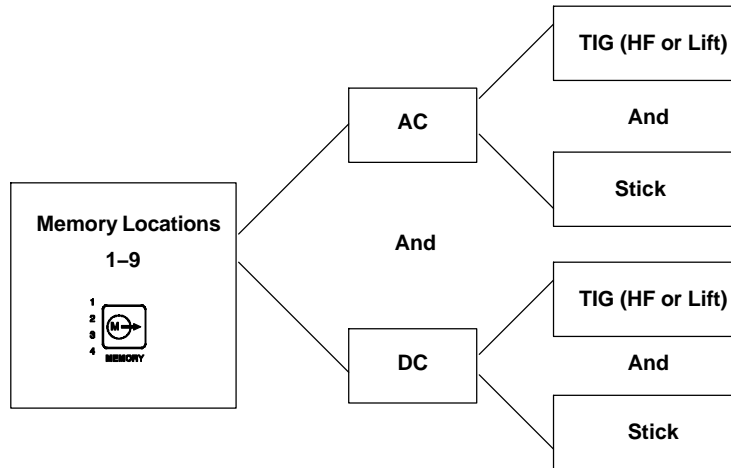 Memory Locations
1–9
1
2
3
4
M
MEMORY
AC
And
DC
TIG (HF or Lift)
And
Stick
TIG (HF or Lift)
And
Stick